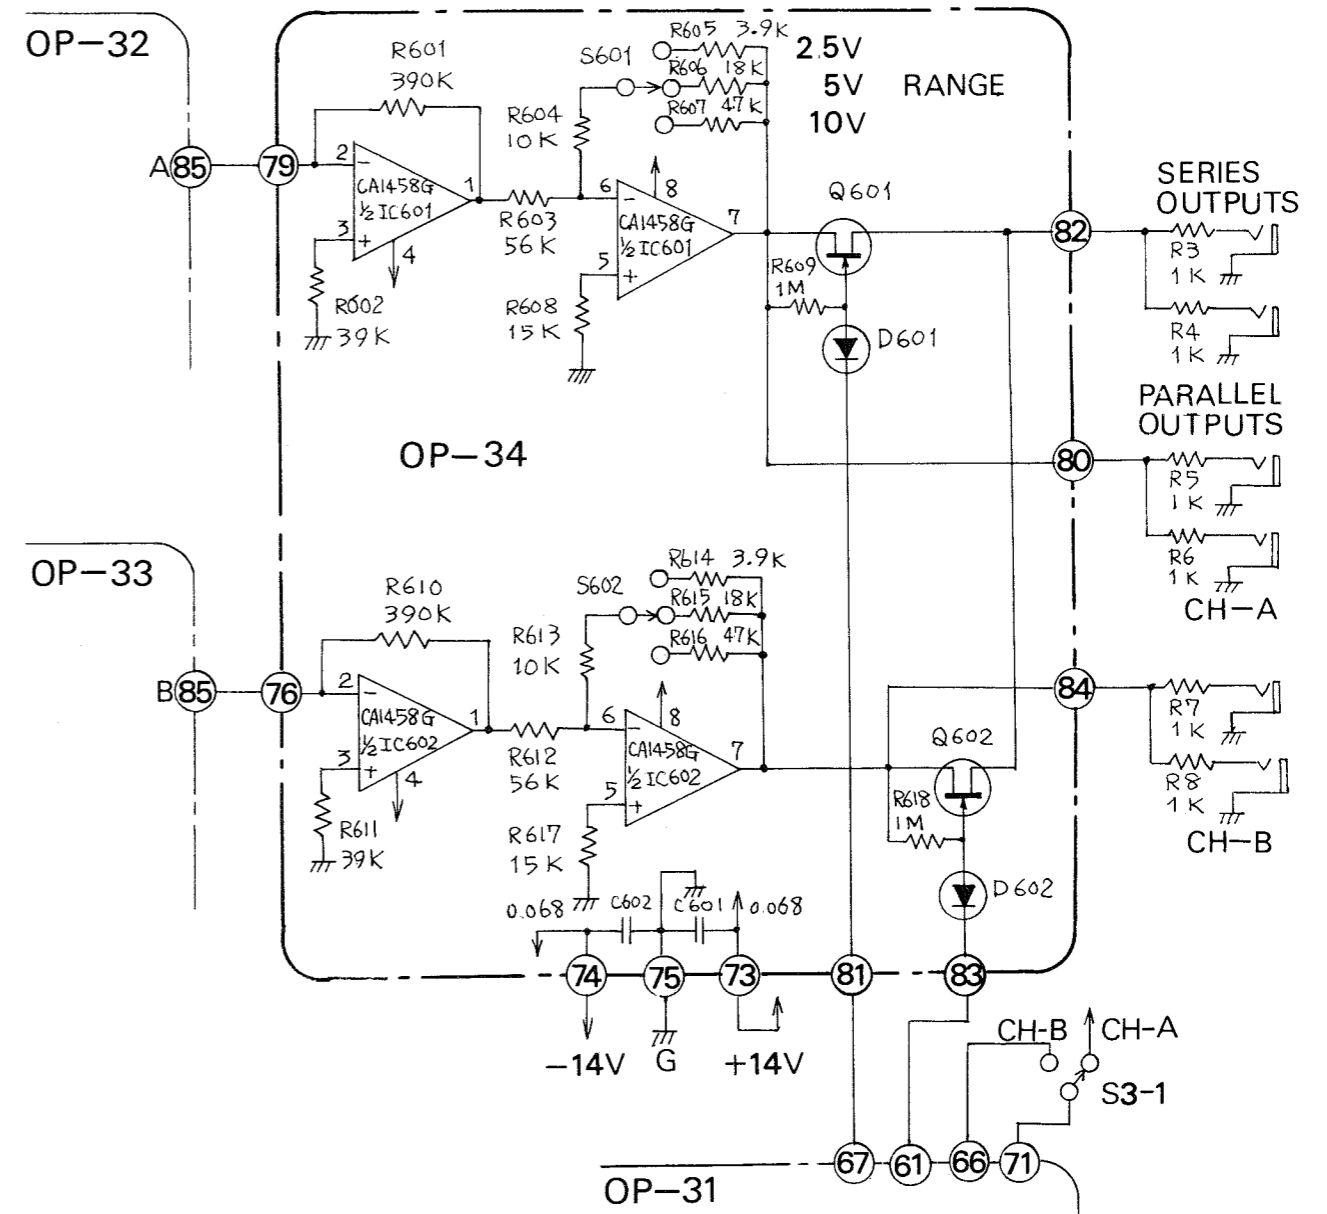 OP-32
A 85
79
R601
390K
2
-
CA1458G
½ IC601
1
3
+
4
R602
39K
R603
56K
R604
10K
S601
R605 3.9K
R606 18K
R607 47K
2.5V
5V RANGE
10V
6
-
8
CA1458G
½ IC601
7
5
+
R608
15K
Q601
R609
1M
D601
82
SERIES
OUTPUTS
R3
1K
R4
1K
PARALLEL
OUTPUTS
80
R5
1K
R6
1K
CH-A
OP-34
OP-33
B 85
76
R610
390K
2
-
CA1458G
½ IC602
1
3
+
4
R611
39K
R612
56K
R613
10K
S602
R614 3.9K
R615 18K
R616 47K
6
-
8
CA1458G
½ IC602
7
5
+
R617
15K
84
Q602
R618
1M
D602
R7
1K
R8
1K
CH-B
0.068
C602
C601
0.068
74
75
73
81
83
-14V
G
+14V
CH-B
CH-A
S3-1
67
61
66
71
OP-31